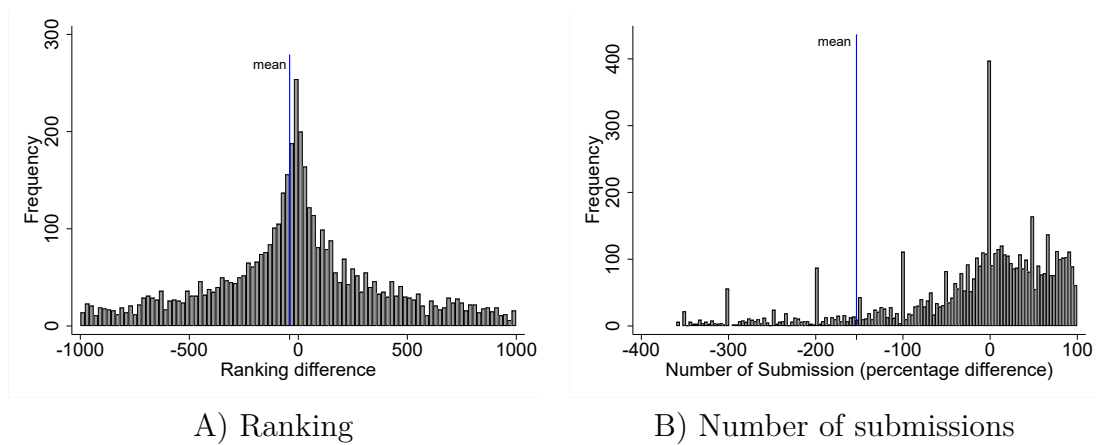 300
mean
200
Frequency
100
0
-1000 -500 0 500 1000
Ranking difference
A) Ranking
mean
400
300
Frequency
200
100
0
-400 -300 -200 -100 0 100
Number of Submission (percentage difference)
B) Number of submissions